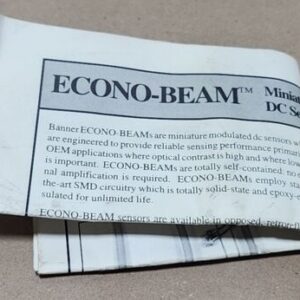 ECONO-BEAM™ Miniat
DC Se
Banner ECONO-BEAMs are miniature modulated dc sensors w
are engineered to provide reliable sensing performance prima
OEM applications where optical contrast is high and where lo
is important. ECONO-BEAMs are totally self-contained: no e
nal amplification is required. ECONO-BEAMs employ sta
the-art SMD circuitry which is totally solid-state and epoxy-e
sulated for unlimited life.
ECONO-BEAM sensors are available in opposed, retrorefl